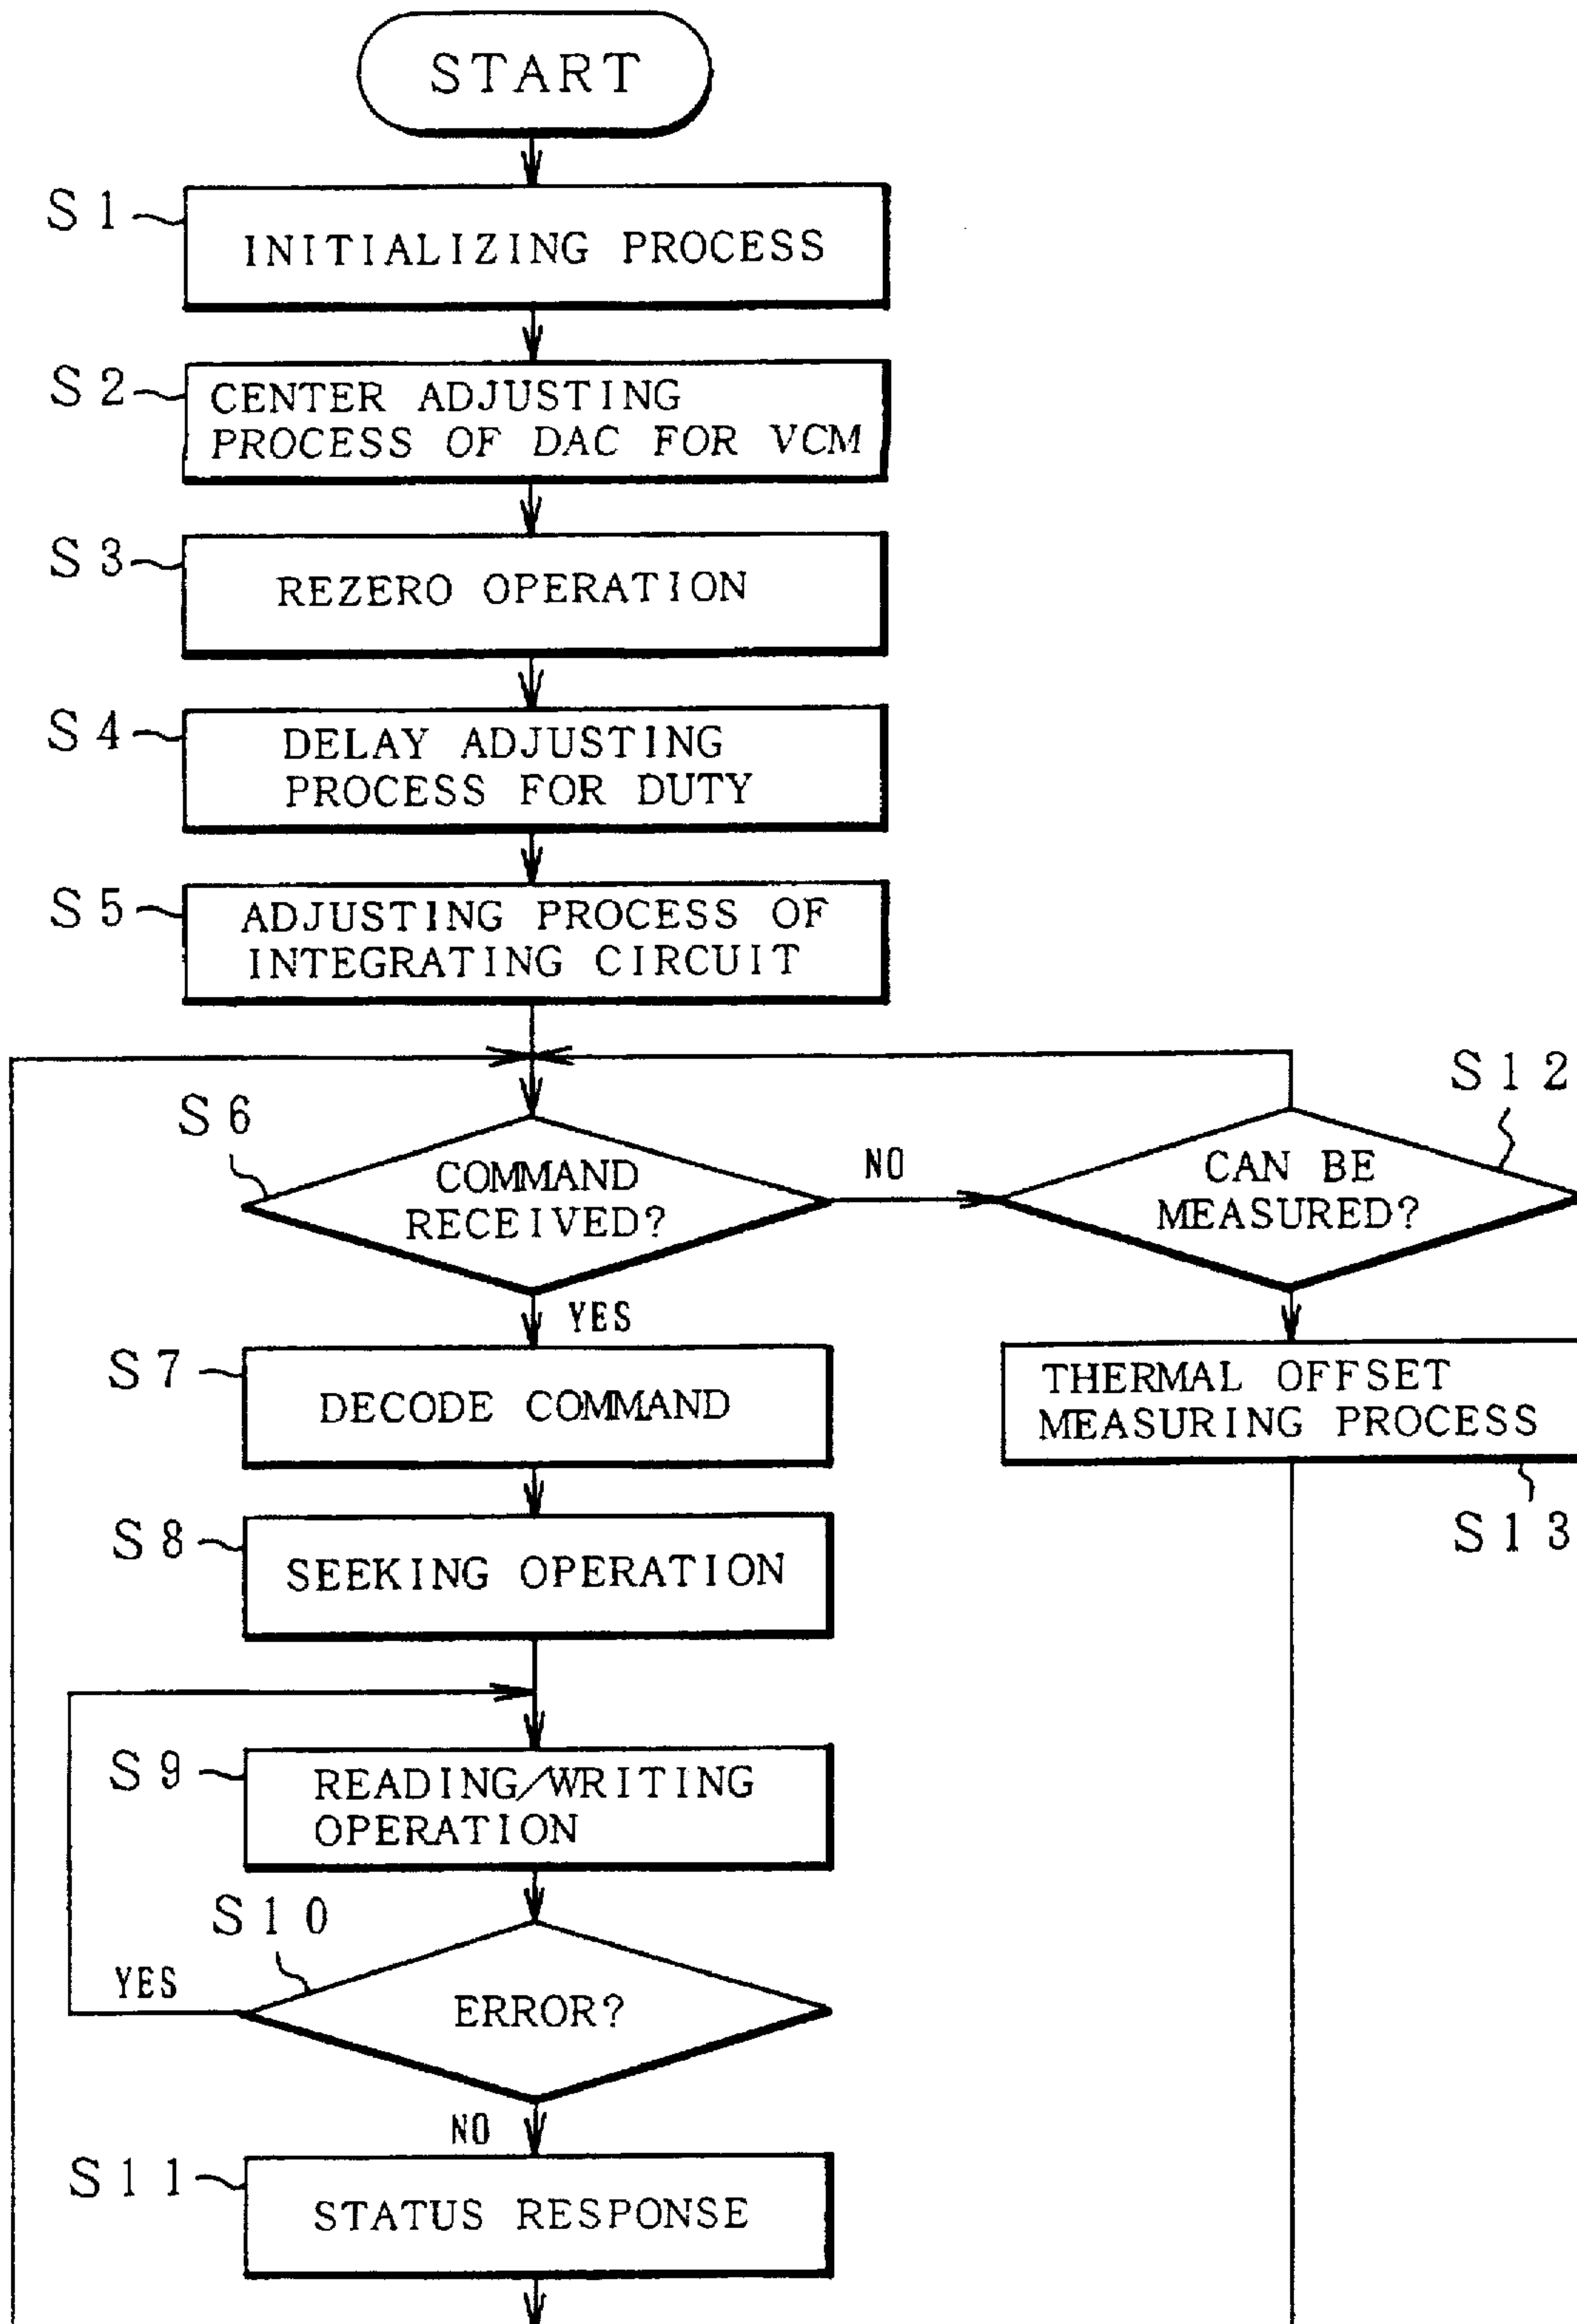 START
S1
INITIALIZING PROCESS
S2
CENTER ADJUSTING
PROCESS OF DAC FOR VCM
S3
REZERO OPERATION
S4
DELAY ADJUSTING
PROCESS FOR DUTY
S5
ADJUSTING PROCESS OF
INTEGRATING CIRCUIT
S6
COMMAND
RECEIVED?
NO
S12
CAN BE
MEASURED?
YES
S7
DECODE COMMAND
THERMAL OFFSET
MEASURING PROCESS
S13
S8
SEEKING OPERATION
S9
READING/WRITING
OPERATION
S10
YES
ERROR?
NO
S11
STATUS RESPONSE